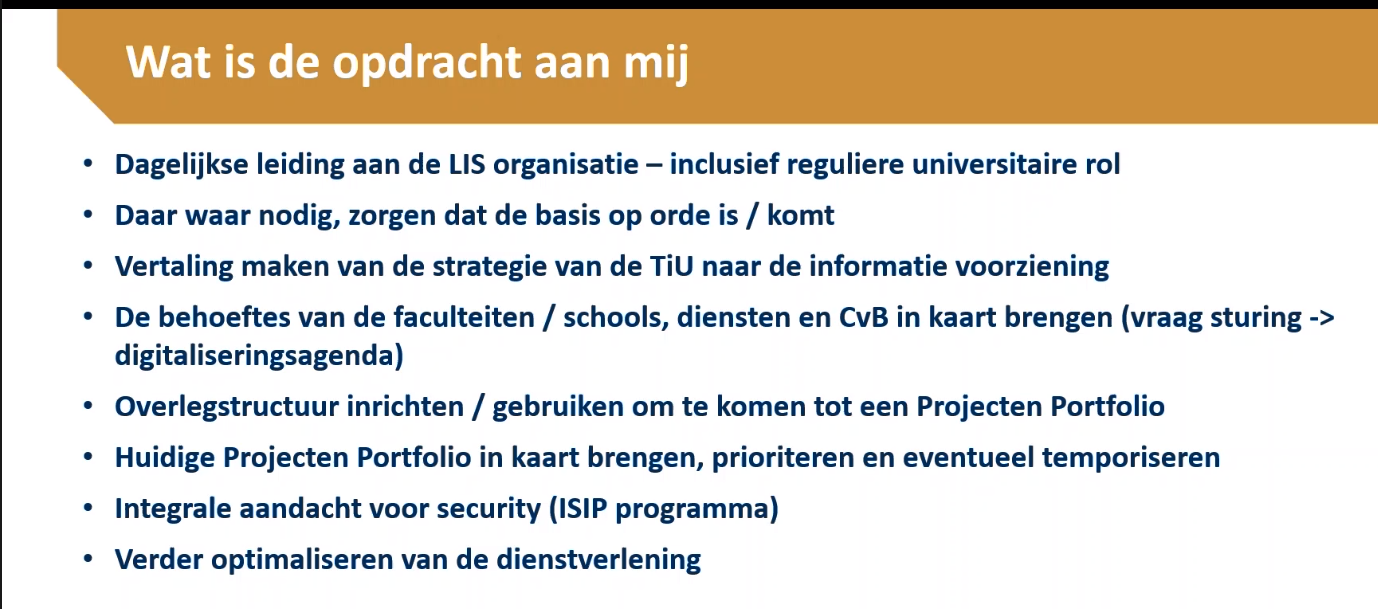 Wat is de opdracht aan mij
• Dagelijkse leiding aan de LIS organisatie – inclusief reguliere universitaire rol
• Daar waar nodig, zorgen dat de basis op orde is / komt
• Vertaling maken van de strategie van de TiU naar de informatie voorziening
• De behoeftes van de faculteiten / schools, diensten en CvB in kaart brengen (vraag sturing ->
digitaliseringsagenda)
• Overlegstructuur inrichten / gebruiken om te komen tot een Projecten Portfolio
• Huidige Projecten Portfolio in kaart brengen, prioriteren en eventueel temporiseren
• Integrale aandacht voor security (ISIP programma)
• Verder optimaliseren van de dienstverlening